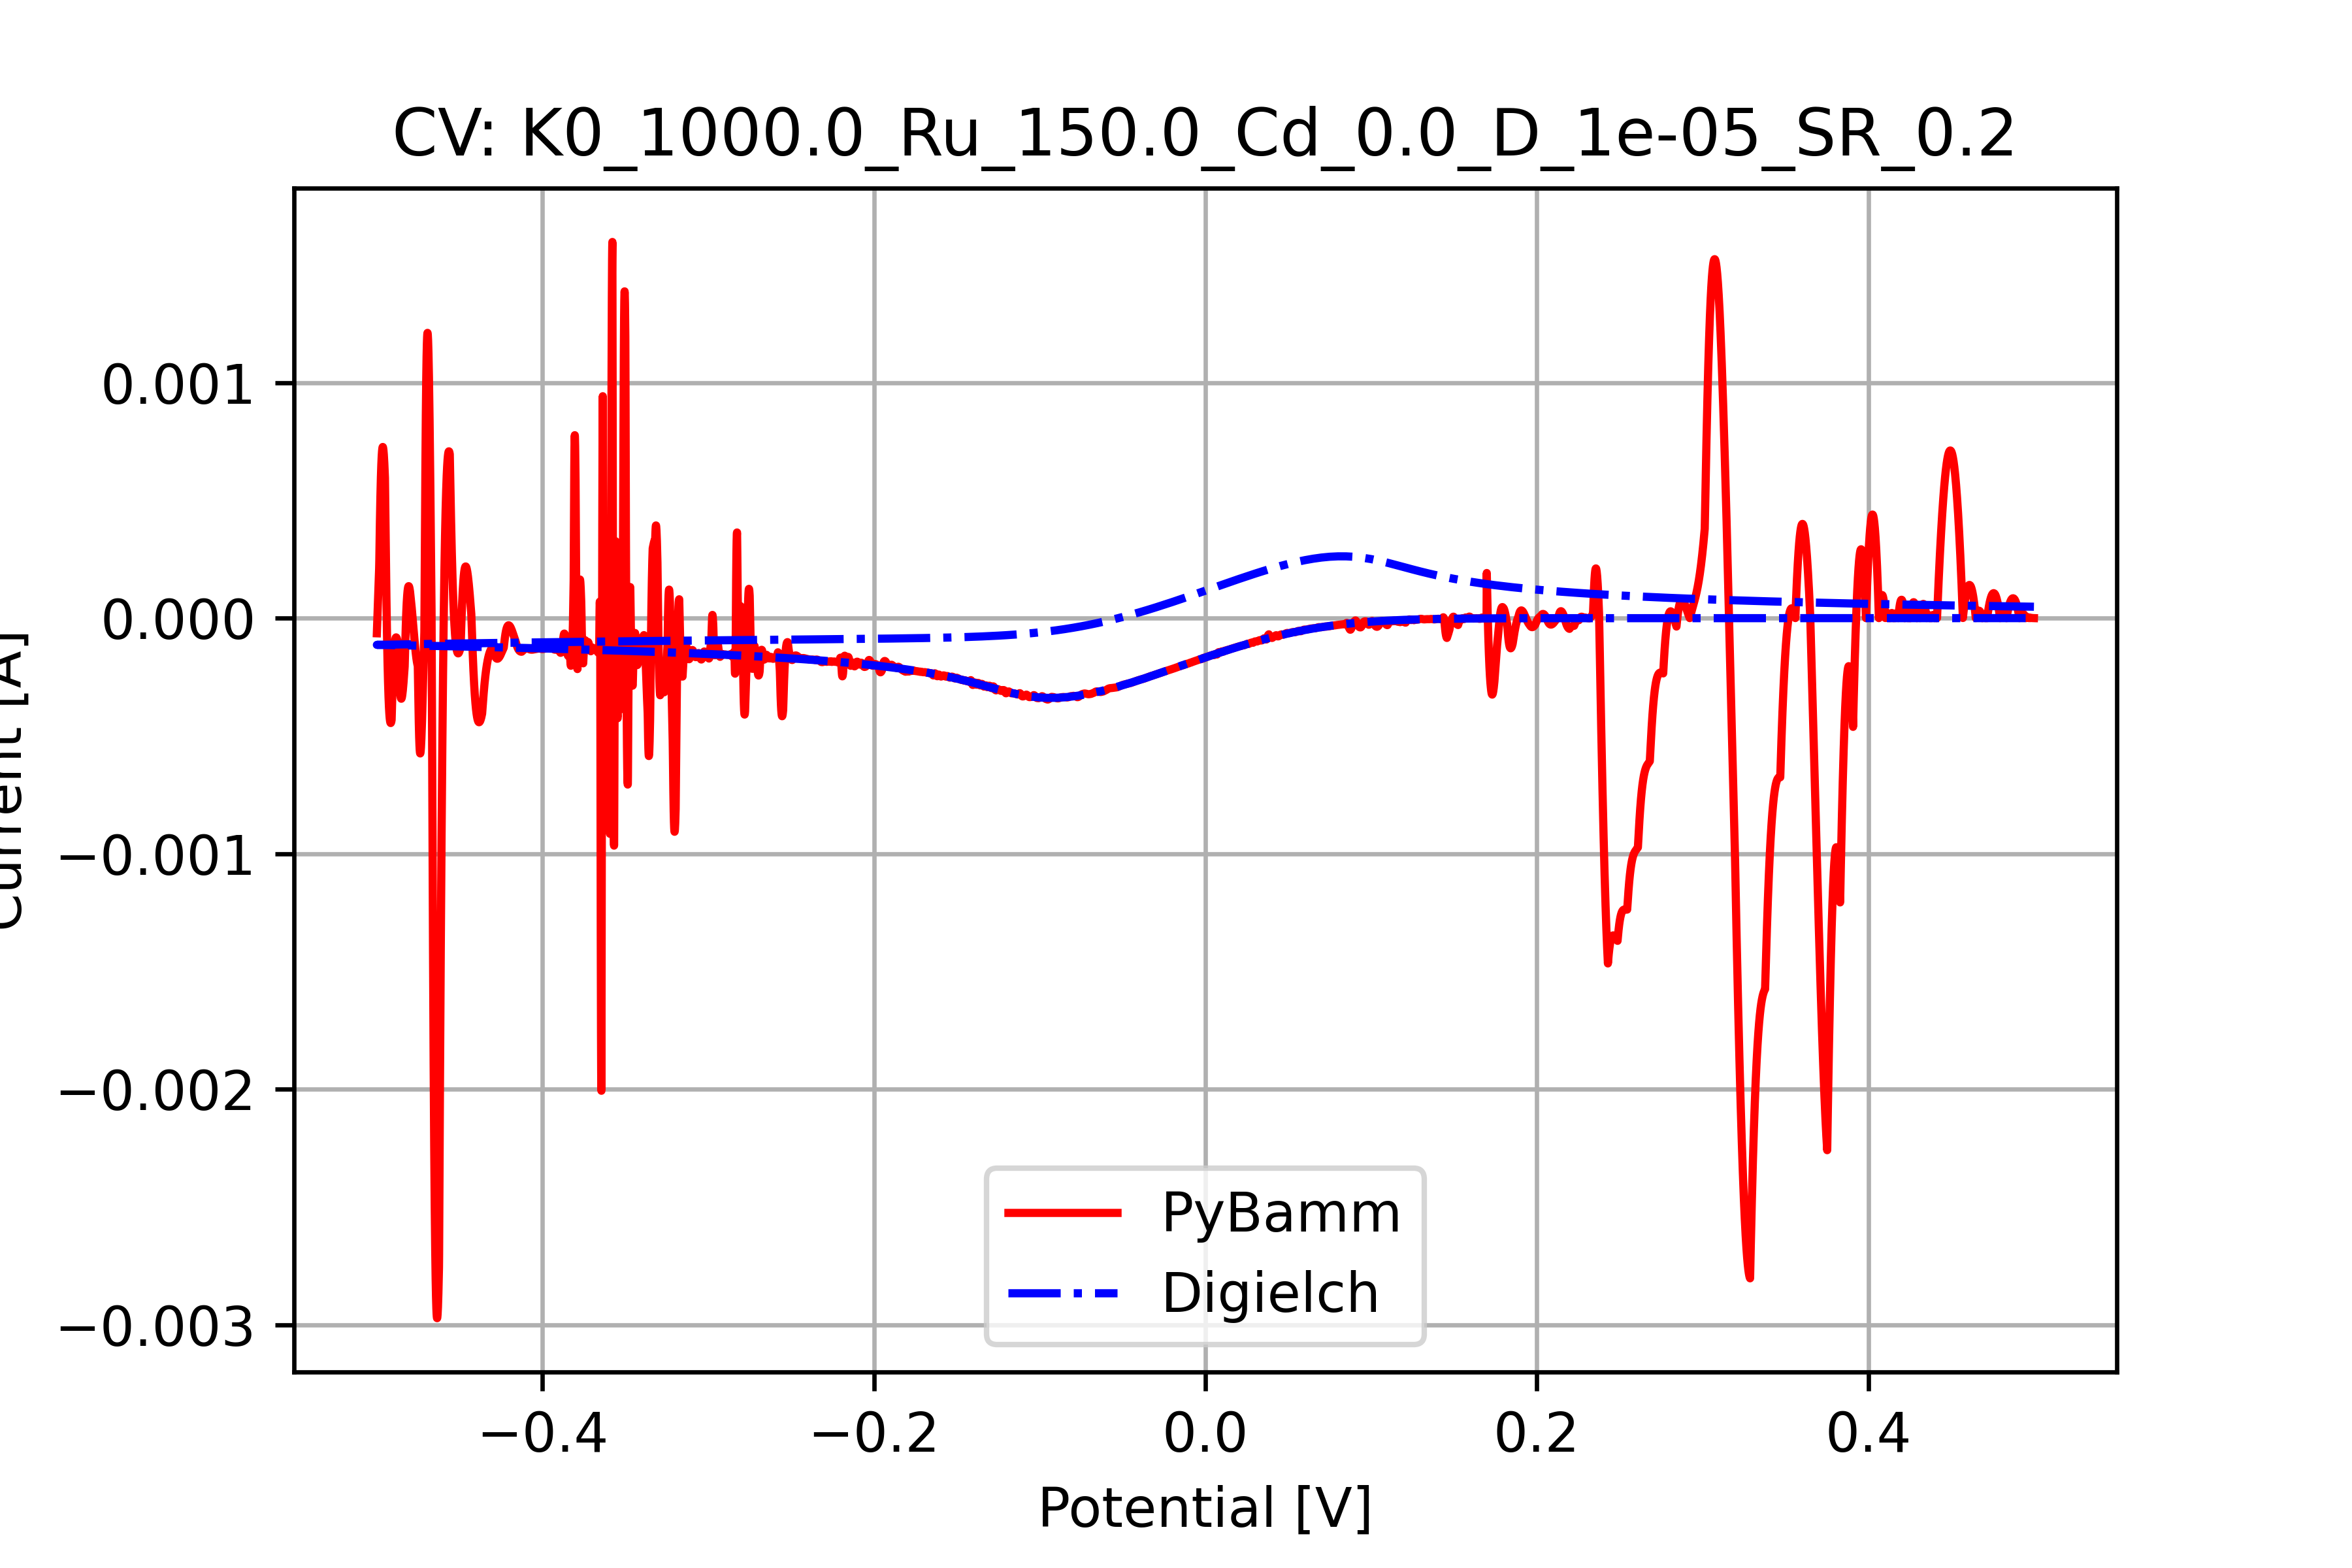 CV: K0_1000.0_Ru_150.0_Cd_0.0_D_1e-05_SR_0.2
Current [A]
0.001
0.000
−0.001
−0.002
−0.003
PyBamm
Digielch
−0.4
−0.2
0.0
0.2
0.4
Potential [V]